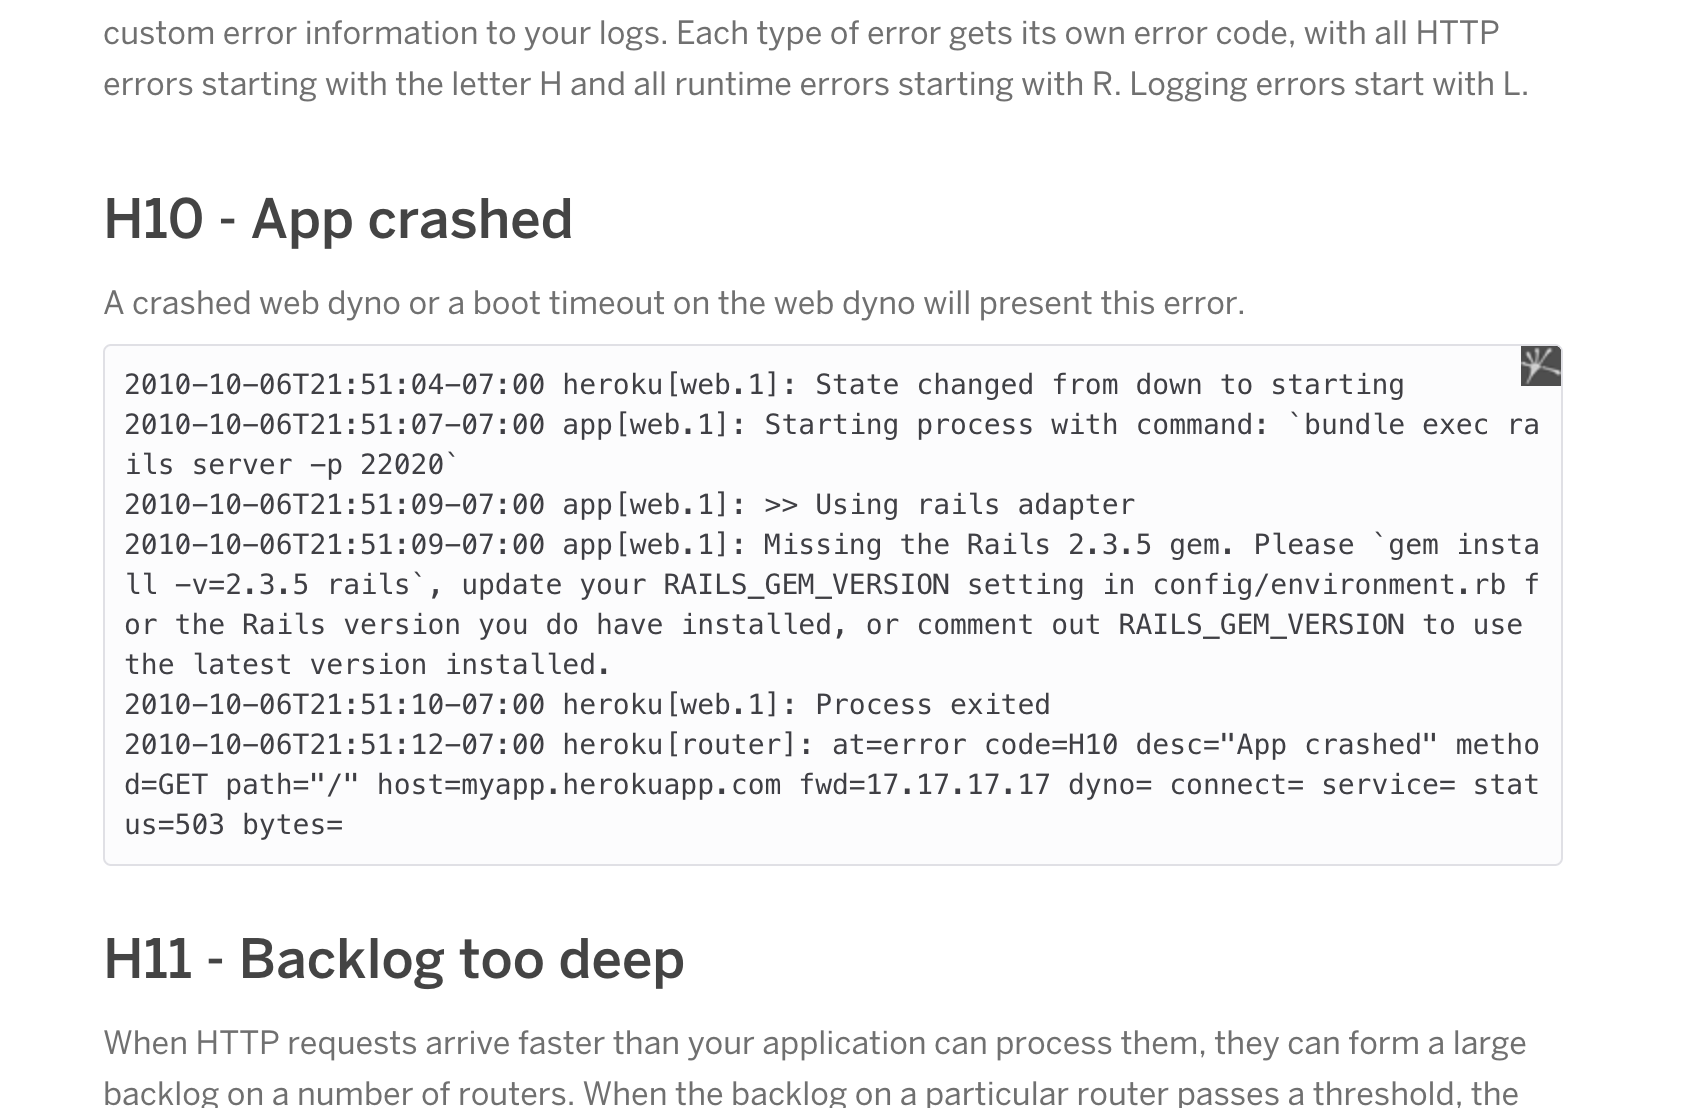 custom error information to your logs. Each type of error gets its own error code, with all HTTP
errors starting with the letter H and all runtime errors starting with R. Logging errors start with L.
H10 - App crashed
A crashed web dyno or a boot timeout on the web dyno will present this error.
2010-10-06T21:51:04-07:00 heroku[web.1]: State changed from down to starting
2010-10-06T21:51:07-07:00 app[web.1]: Starting process with command: `bundle exec ra
ils server -p 22020`
2010-10-06T21:51:09-07:00 app[web.1]: >> Using rails adapter
2010-10-06T21:51:09-07:00 app[web.1]: Missing the Rails 2.3.5 gem. Please `gem insta
ll -v=2.3.5 rails`, update your RAILS_GEM_VERSION setting in config/environment.rb f
or the Rails version you do have installed, or comment out RAILS_GEM_VERSION to use
the latest version installed.
2010-10-06T21:51:10-07:00 heroku[web.1]: Process exited
2010-10-06T21:51:12-07:00 heroku[router]: at=error code=H10 desc="App crashed" metho
d=GET path="/" host=myapp.herokuapp.com fwd=17.17.17.17 dyno= connect= service= stat
us=503 bytes=
H11 - Backlog too deep
When HTTP requests arrive faster than your application can process them, they can form a large
backlog on a number of routers. When the backlog on a particular router passes a threshold, the